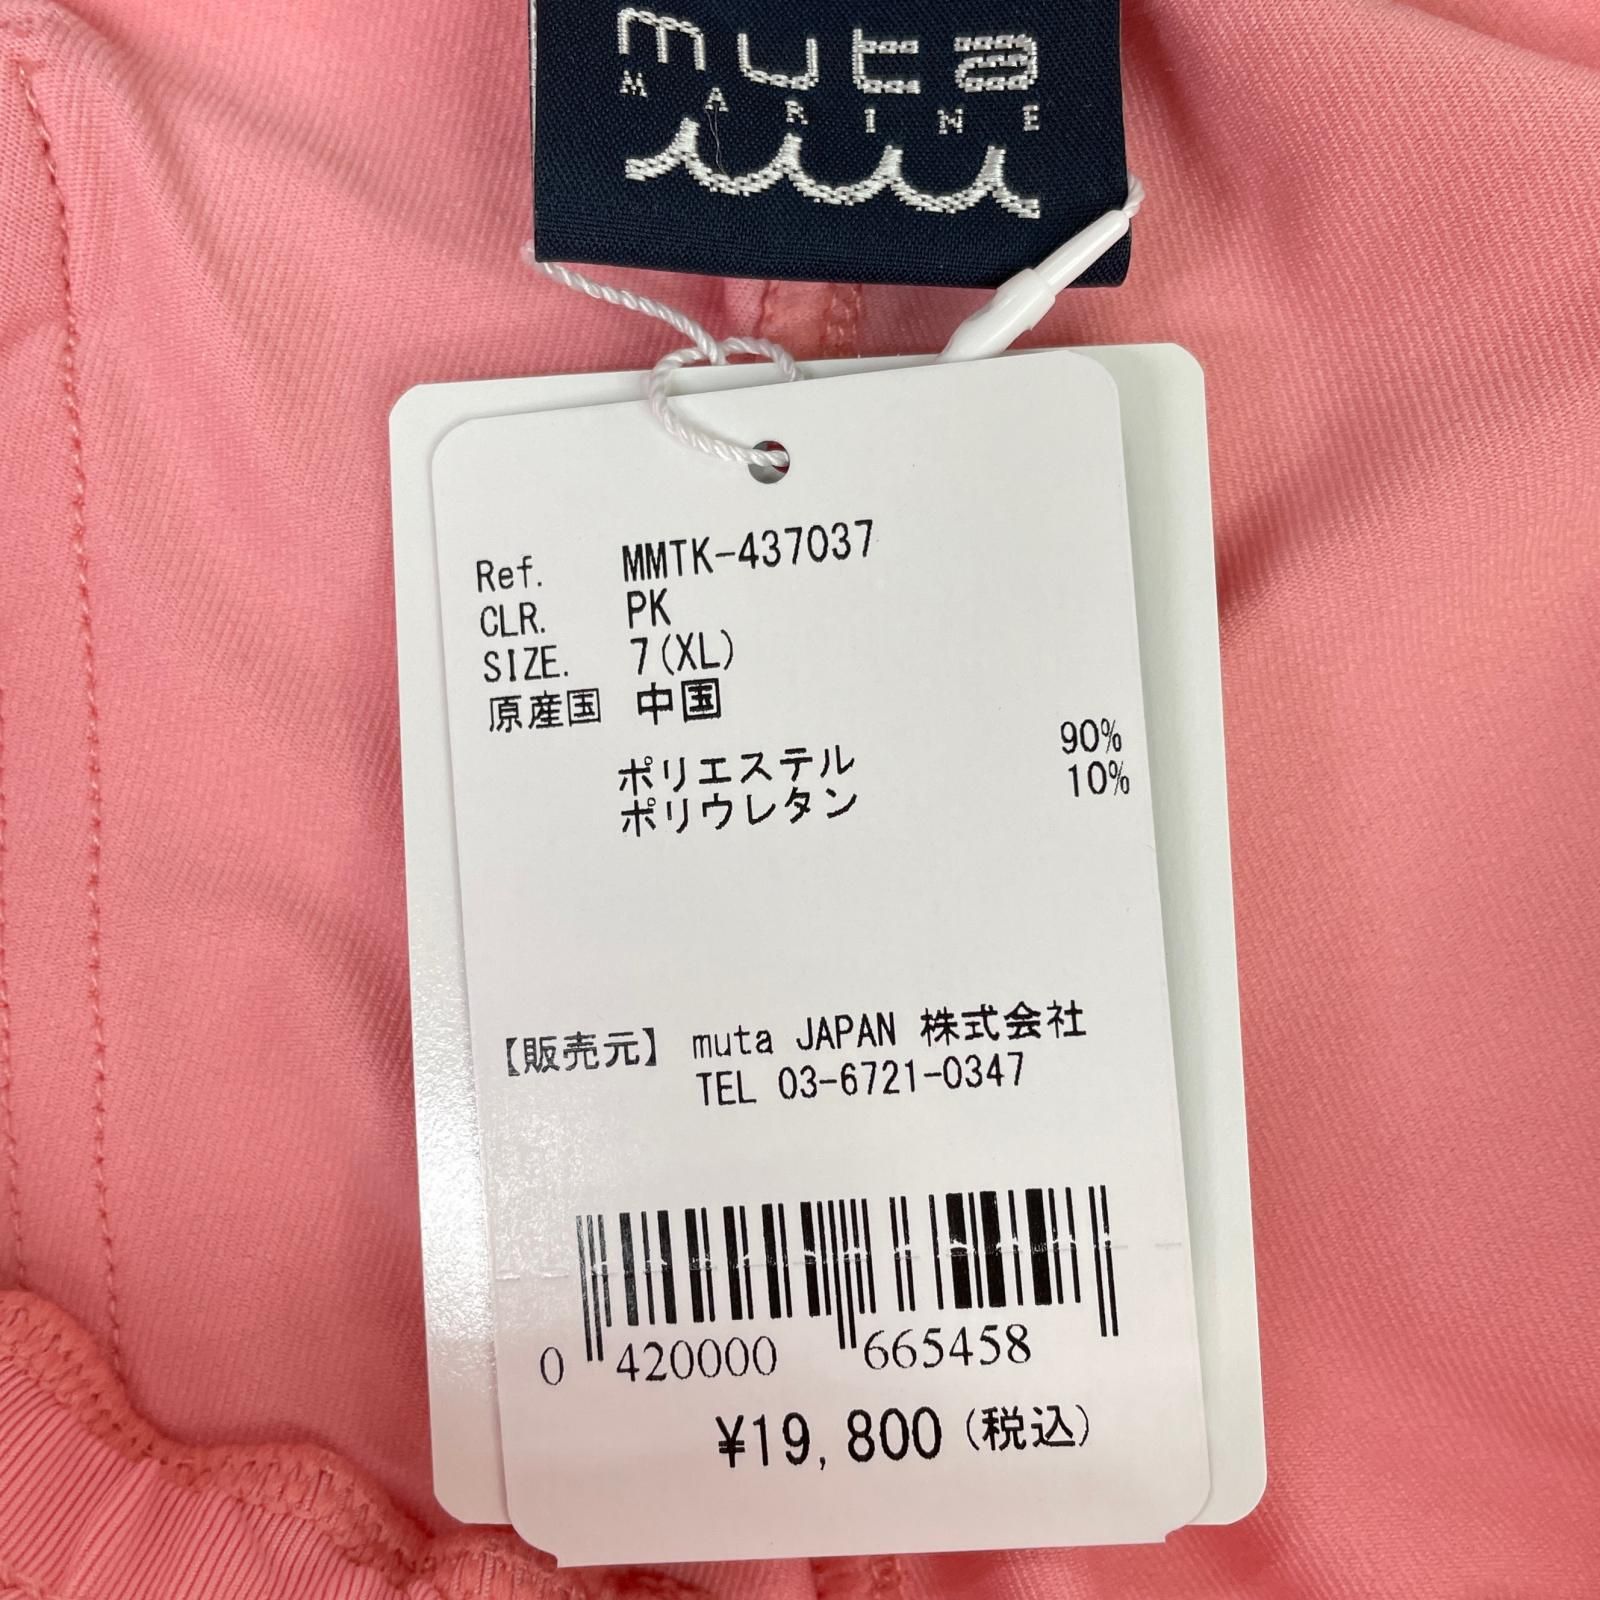 muta
MARINE
Ref. MMTK-437037
CLR. PK
SIZE. 7(XL)
原産国 中国
ポリエステル 90%
ポリウレタン 10%
【販売元】 muta JAPAN 株式会社
TEL 03-6721-0347
0 420000 665458
¥19,800(税込)